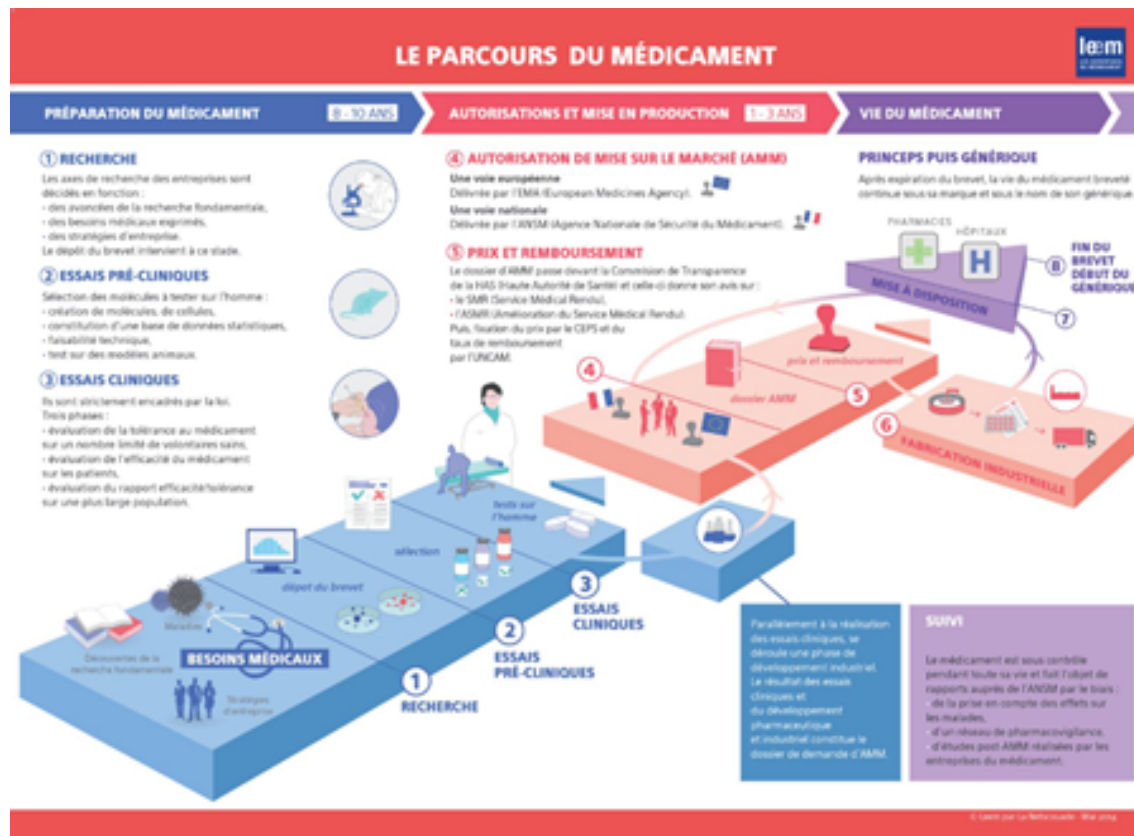 LE PARCOURS DU MÉDICAMENT
leem
PRÉPARATION DU MÉDICAMENT
8 - 10 ANS
AUTORISATIONS ET MISE EN PRODUCTION
1 - 3 ANS
VIE DU MÉDICAMENT
1 RECHERCHE
Les axes de recherche des entreprises sont
décidés en fonction :
- des avancées de la recherche fondamentale,
- des besoins médicaux exprimés,
- des stratégies d'entreprise.
Le dépôt du brevet intervient à ce stade.
2 ESSAIS PRÉ-CLINIQUES
Sélection des molécules à tester sur l'homme :
- création de molécules, de cellules,
- constitution d'une base de données statistiques,
- faisabilité technique,
- test sur des modèles animaux.
3 ESSAIS CLINIQUES
Ils sont strictement encadrés par la loi.
Trois phases :
- évaluation de la tolérance au médicament
sur un nombre limité de volontaires sains,
- évaluation de l'efficacité du médicament
sur les patients,
- évaluation du rapport efficacité/tolérance
sur une plus large population.
4 AUTORISATION DE MISE SUR LE MARCHÉ (AMM)
Une voie européenne
Délivrée par l'EMA (European Medicines Agency).
Une voie nationale
Délivrée par l'ANSM (Agence Nationale de Sécurité du Médicament).
5 PRIX ET REMBOURSEMENT
Le dossier d'AMM passe devant la Commision de Transparence
de la HAS (Haute Autorité de Santé) et celle-ci donne son avis sur :
- le SMR (Service Médical Rendu),
- l'ASMR (Amélioration du Service Médical Rendu).
Puis, fixation du prix par le CEPS et du
taux de remboursement
par l'UNCAM.
PRINCEPS PUIS GÉNÉRIQUE
Après expiration du brevet, la vie du médicament breveté
continue sous sa marque et sous le nom de son générique
PHARMACIES
HÔPITAUX
H
MISE À DISPOSITION
8 FIN DU
BREVET
DÉBUT DU
GÉNÉRIQUE
7
4
prix et remboursement
dossier AMM
5
6
FABRICATION INDUSTRIELLE
tests sur
l'homme
sélection
dépot du brevet
Maladies
Découvertes de la
recherche fondamentale
BESOINS MÉDICAUX
Stratégies
d'entreprise
1
RECHERCHE
2
ESSAIS
PRÉ-CLINIQUES
3
ESSAIS
CLINIQUES
Parallèlement à la réalisation
des essais cliniques, se
déroule une phase de
développement industriel.
Le résultat des essais
cliniques et
du développement
pharmaceutique
et industriel constitue le
dossier de demande d'AMM.
SUIVI
Le médicament est sous contrôle
pendant toute sa vie et fait l'objet de
rapports auprès de l'ANSM par le biais :
- de la prise en compte des effets sur
les malades,
- d'un réseau de pharmacovigilance,
- d'études post AMM réalisées par les
entreprises du médicament.